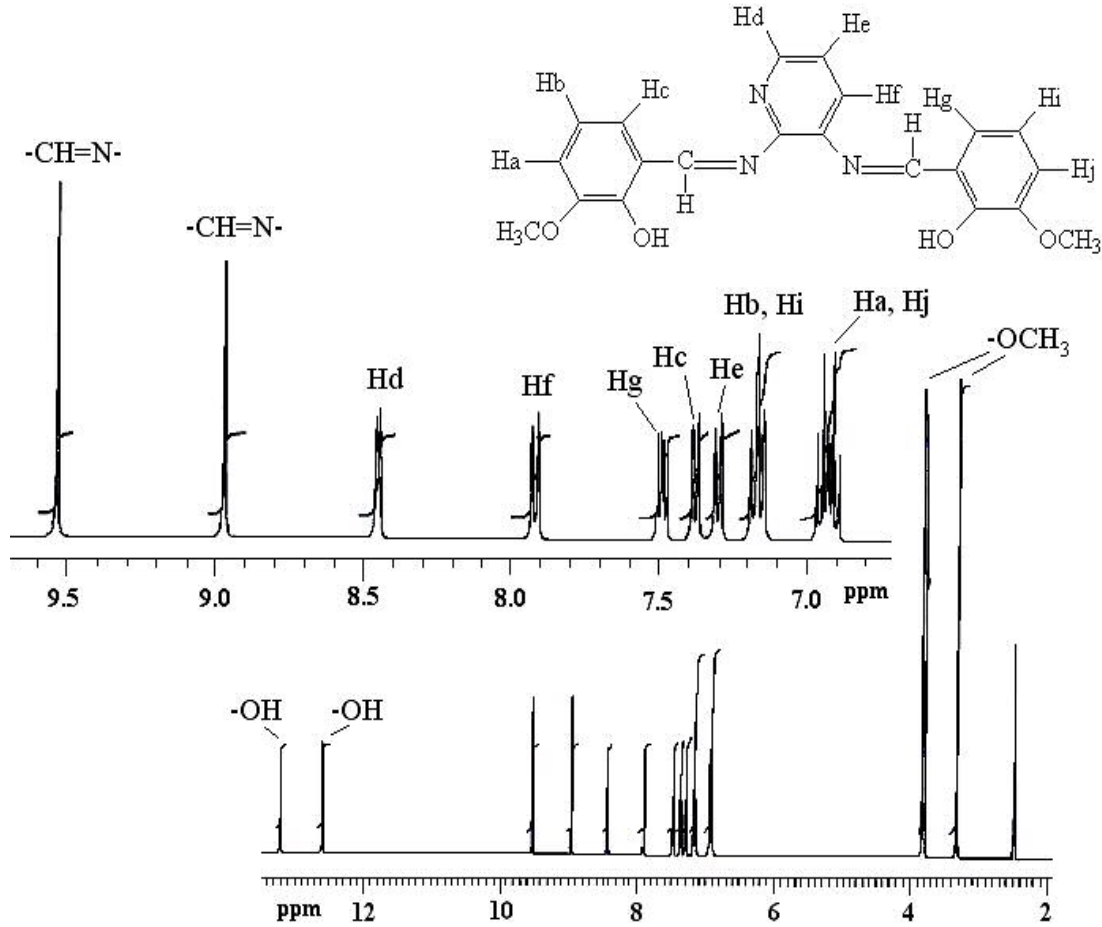 Hd He
Hb Hc N Hf Hg H Hi
-CH=N-
Ha C N N C Hj
H
-CH=N-
H₃CO OH HO OCH₃
Hb, Hi Ha, Hj
-OCH₃
Hd Hf Hg Hc He
9.5 9.0 8.5 8.0 7.5 7.0 ppm
-OH -OH
ppm 12 10 8 6 4 2